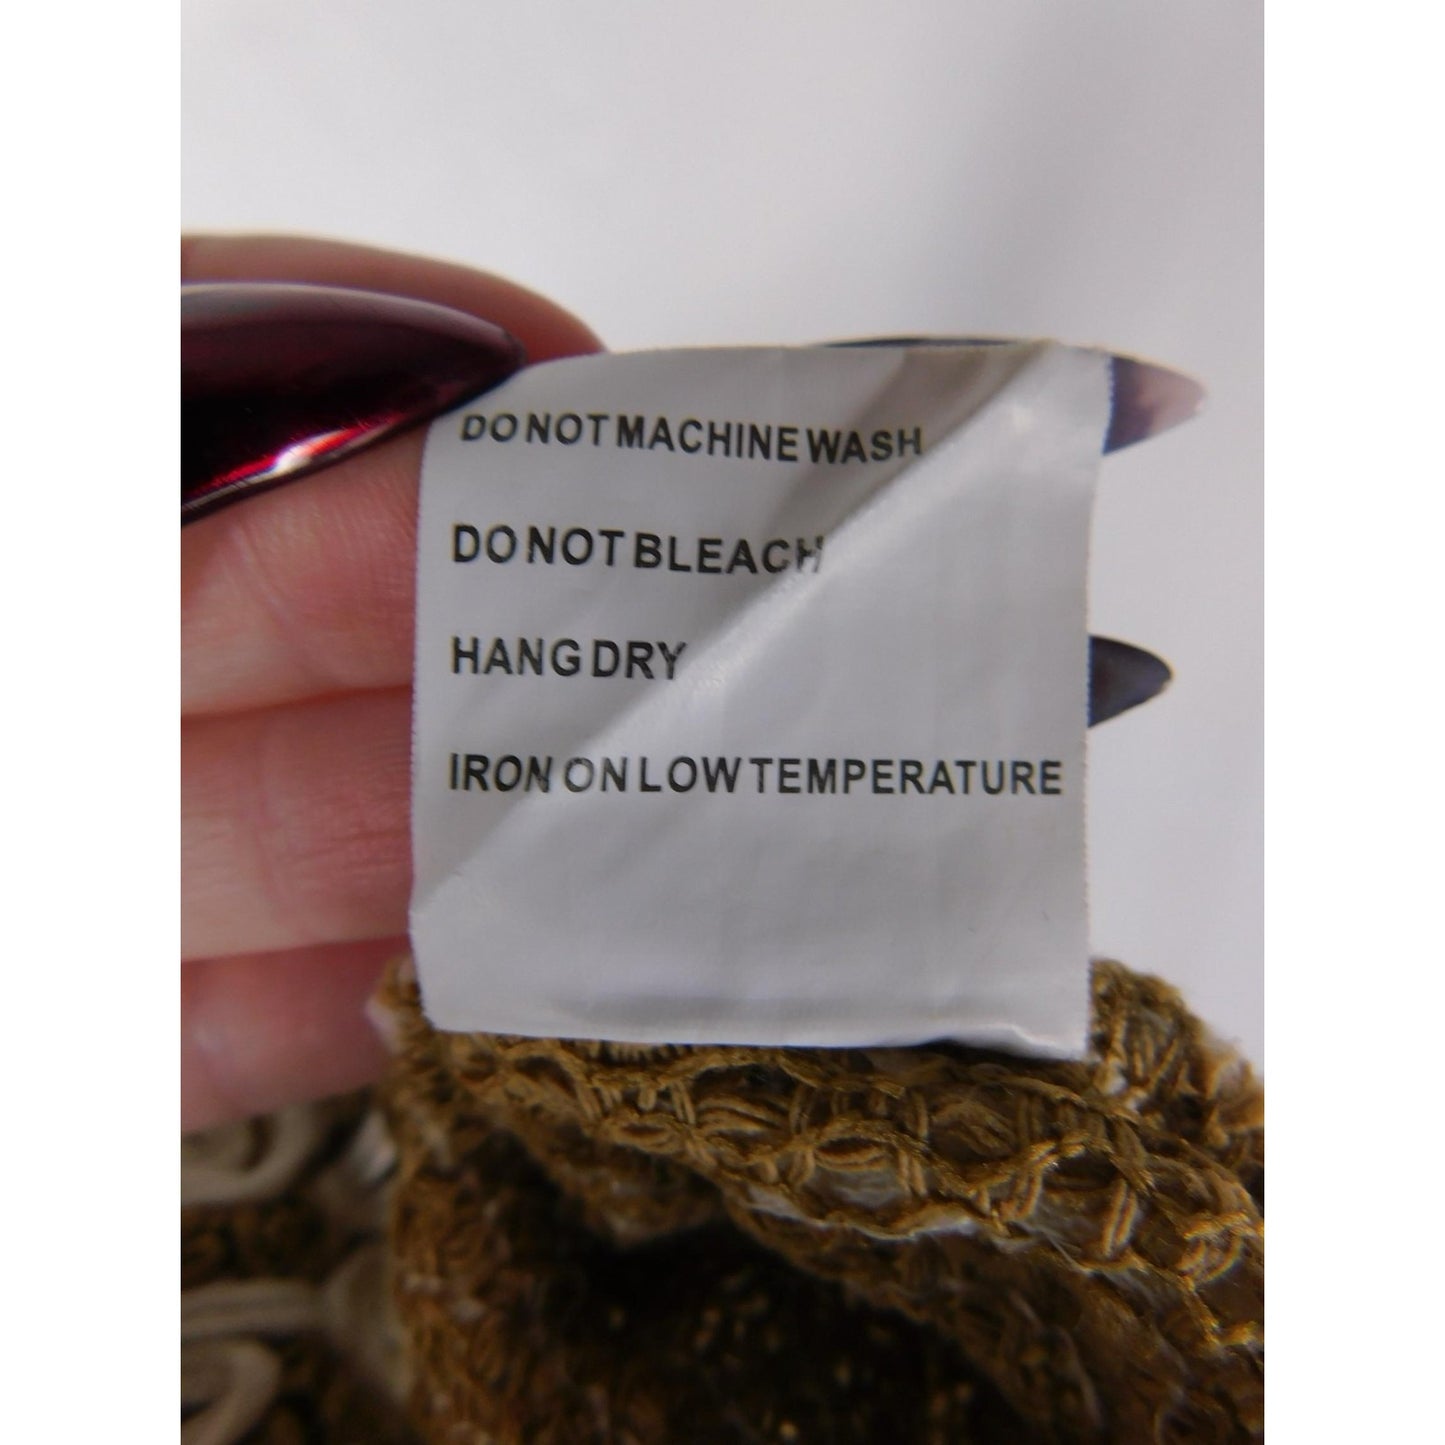 DO NOT MACHINE WASH
DO NOT BLEACH
HANG DRY
IRON ON LOW TEMPERATURE